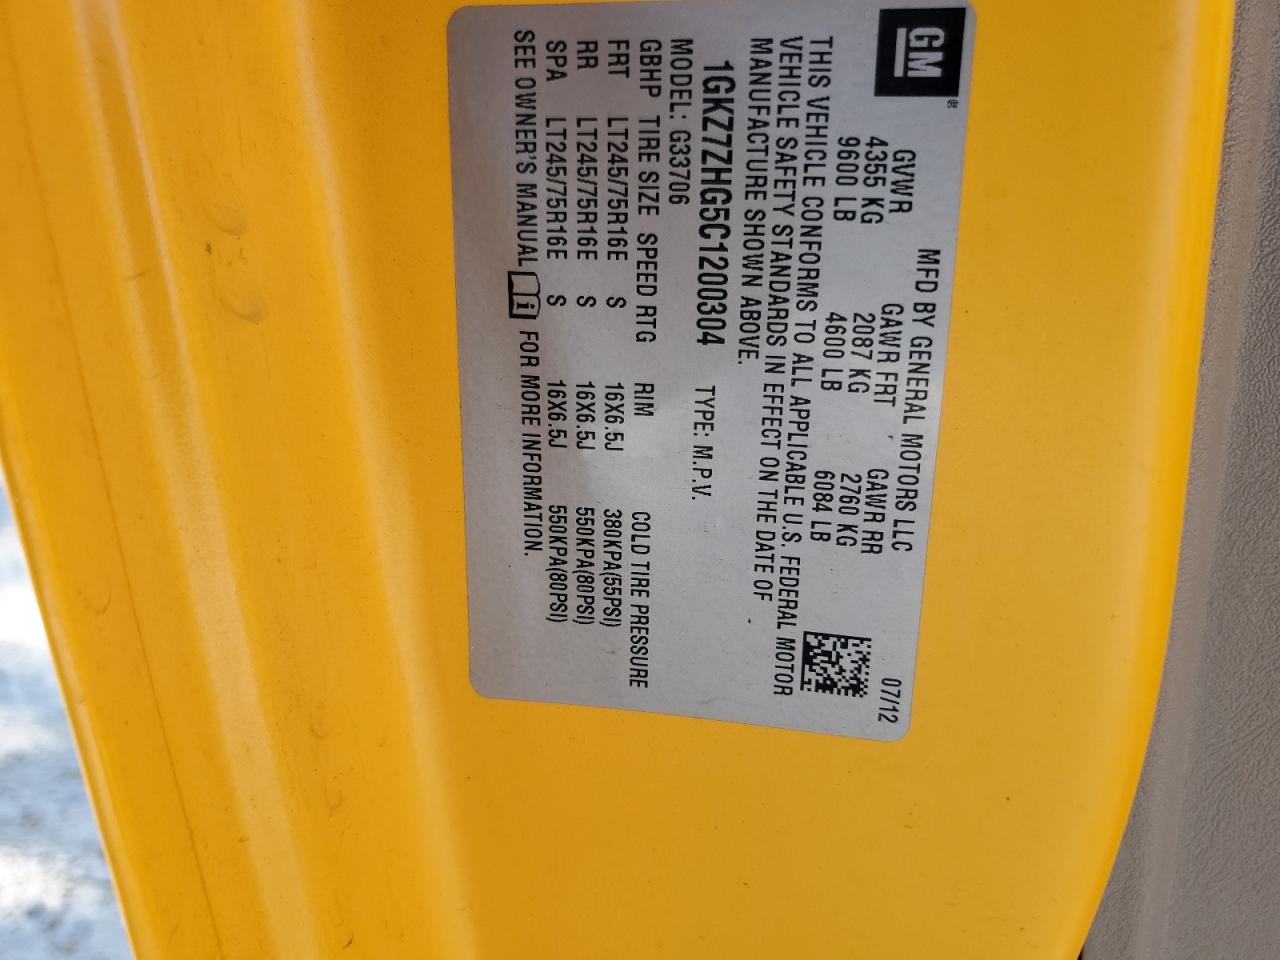 GM®
MFD BY GENERAL MOTORS LLC 07/12
GVWR GAWR FRT GAWR RR
4355 KG 2087 KG 2760 KG
9600 LB 4600 LB 6084 LB
THIS VEHICLE CONFORMS TO ALL APPLICABLE U.S. FEDERAL MOTOR
VEHICLE SAFETY STANDARDS IN EFFECT ON THE DATE OF
MANUFACTURE SHOWN ABOVE.
1GKZ7ZHG5C1200304 TYPE: M.P.V.
MODEL: G33706
GBHP TIRE SIZE SPEED RTG RIM COLD TIRE PRESSURE
FRT LT245/75R16E S 16X6.5J 380KPA(55PSI)
RR LT245/75R16E S 16X6.5J 550KPA(80PSI)
SPA LT245/75R16E S 16X6.5J 550KPA(80PSI)
SEE OWNER'S MANUAL i FOR MORE INFORMATION.